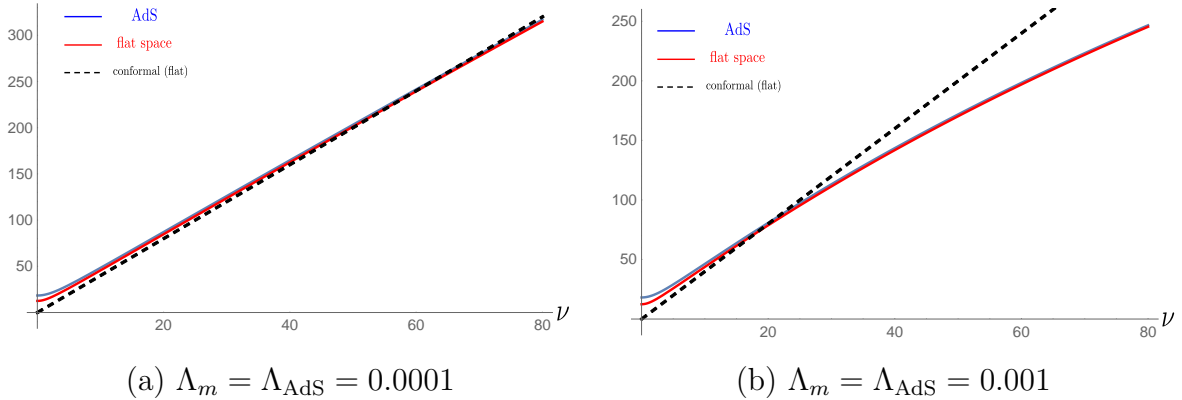 AdS
flat space
conformal (flat)
300
250
200
150
100
50
20
40
60
80
ν
(a) Λ_m = Λ_AdS = 0.0001
250
AdS
flat space
conformal (flat)
200
150
100
50
20
40
60
80
ν
(b) Λ_m = Λ_AdS = 0.001